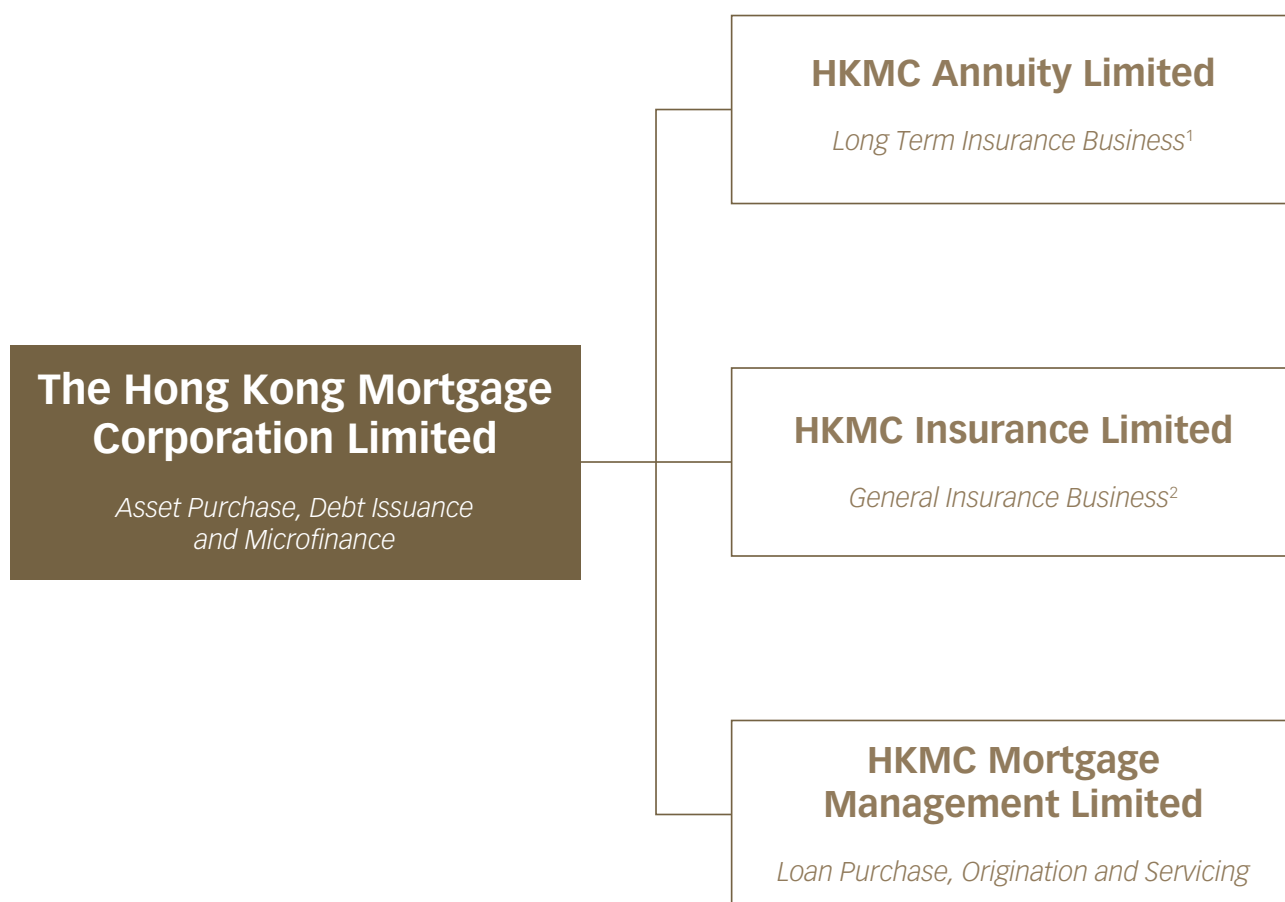 HKMC Annuity Limited
Long Term Insurance Business¹
The Hong Kong Mortgage
Corporation Limited
Asset Purchase, Debt Issuance
and Microfinance
HKMC Insurance Limited
General Insurance Business²
HKMC Mortgage
Management Limited
Loan Purchase, Origination and Servicing